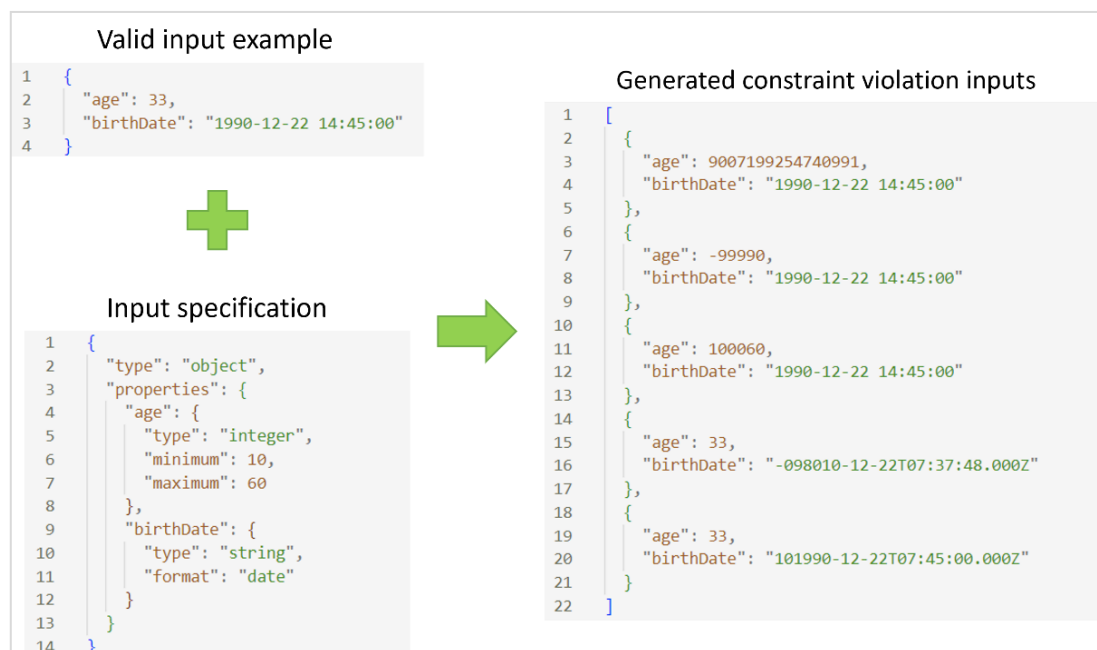 Valid input example
1 {
2 "age": 33,
3 "birthDate": "1990-12-22 14:45:00"
4 }
Input specification
1 {
2 "type": "object",
3 "properties": {
4 "age": {
5 "type": "integer",
6 "minimum": 10,
7 "maximum": 60
8 },
9 "birthDate": {
10 "type": "string",
11 "format": "date"
12 }
13 }
14 }
Generated constraint violation inputs
1 [
2 {
3 "age": 9007199254740991,
4 "birthDate": "1990-12-22 14:45:00"
5 },
6 {
7 "age": -99990,
8 "birthDate": "1990-12-22 14:45:00"
9 },
10 {
11 "age": 100060,
12 "birthDate": "1990-12-22 14:45:00"
13 },
14 {
15 "age": 33,
16 "birthDate": "-098010-12-22T07:37:48.000Z"
17 },
18 {
19 "age": 33,
20 "birthDate": "101990-12-22T07:45:00.000Z"
21 }
22 ]